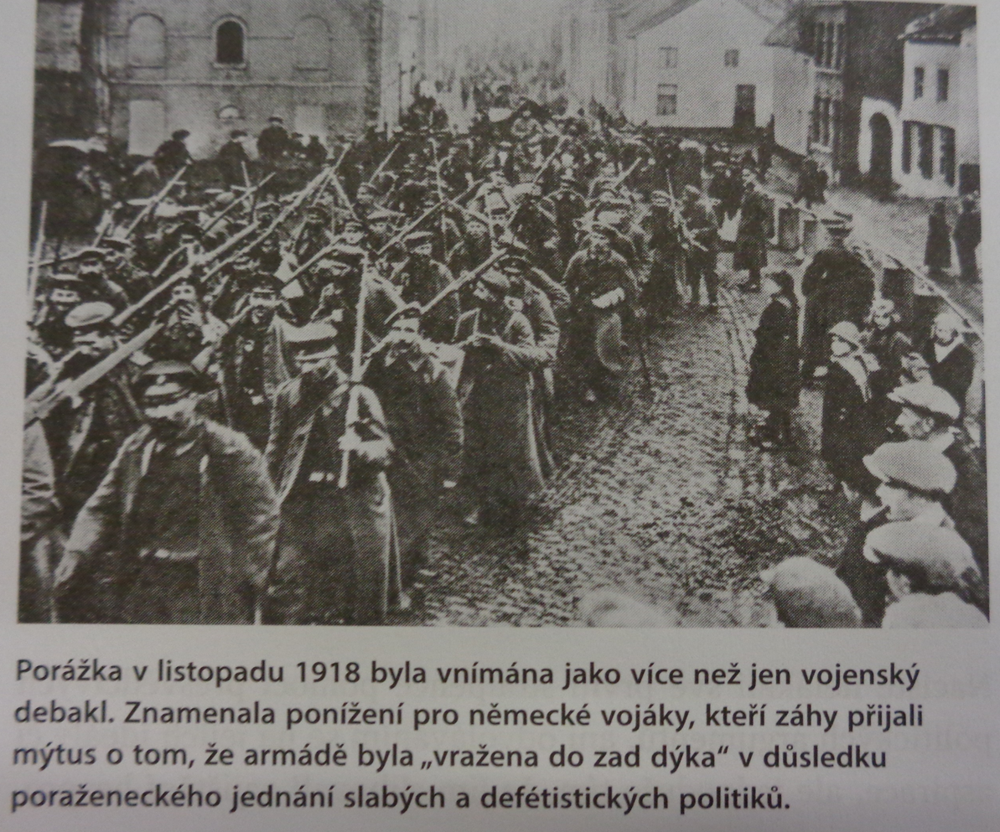 Porážka v listopadu 1918 byla vnímána jako více než jen vojenský
debakl. Znamenala ponížení pro německé vojáky, kteří záhy přijali
mýtus o tom, že armádě byla „vražena do zad dýka“ v důsledku
poraženeckého jednání slabých a defétistických politiků.